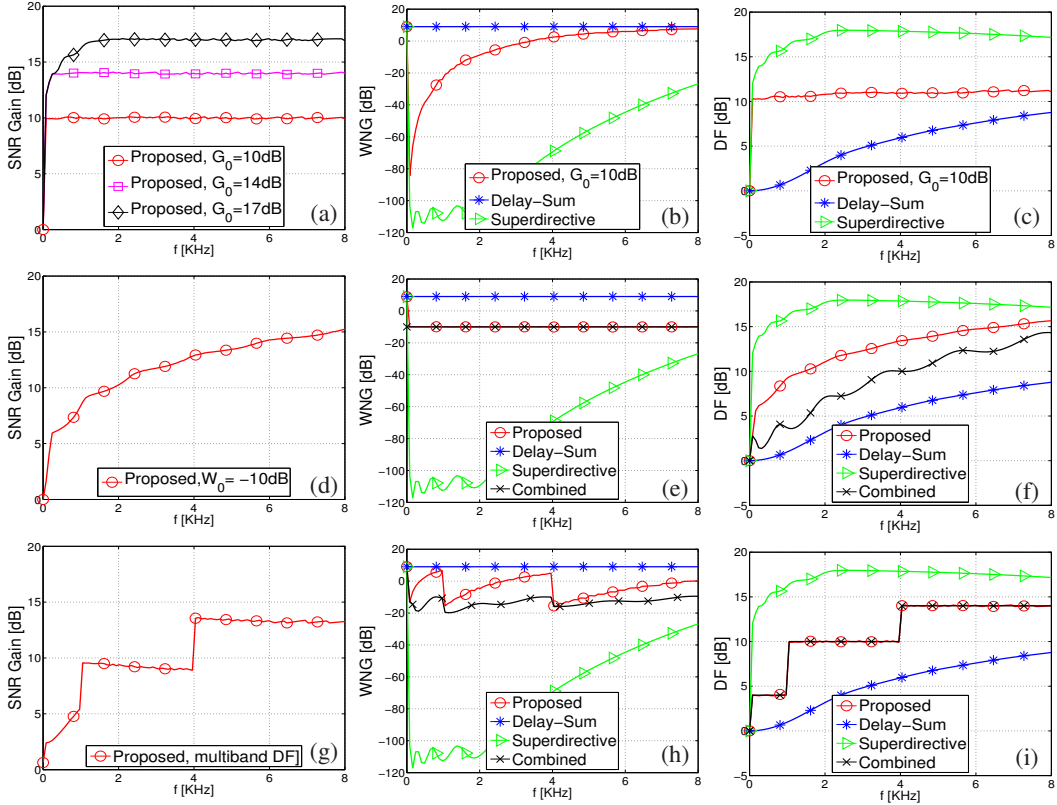 SNR Gain [dB]
20
15
10
5
0
0 2 4 6 8
f [KHz]
Proposed, G0=10dB
Proposed, G0=14dB
Proposed, G0=17dB
(a)
WNG [dB]
20
0
−20
−40
−60
−80
−100
−120
0 2 4 6 8
f [KHz]
Proposed, G0=10dB
Delay−Sum
Superdirective
(b)
DF [dB]
20
15
10
5
0
−5
0 2 4 6 8
f [KHz]
Proposed, G0=10dB
Delay−Sum
Superdirective
(c)
SNR Gain [dB]
20
15
10
5
0
0 2 4 6 8
f [KHz]
Proposed,W0= −10dB
(d)
WNG [dB]
20
0
−20
−40
−60
−80
−100
−120
0 2 4 6 8
f [KHz]
Proposed
Delay−Sum
Superdirective
Combined
(e)
DF [dB]
20
15
10
5
0
−5
0 2 4 6 8
f [KHz]
Proposed
Delay−Sum
Superdirective
Combined
(f)
SNR Gain [dB]
20
15
10
5
0
0 2 4 6 8
f [KHz]
Proposed, multiband DF]
(g)
WNG [dB]
20
0
−20
−40
−60
−80
−100
−120
0 2 4 6 8
f [KHz]
Proposed
Delay−Sum
Superdirective
Combined
(h)
DF [dB]
20
15
10
5
0
−5
0 2 4 6 8
f [KHz]
Proposed
Delay−Sum
Superdirective
Combined
(i)